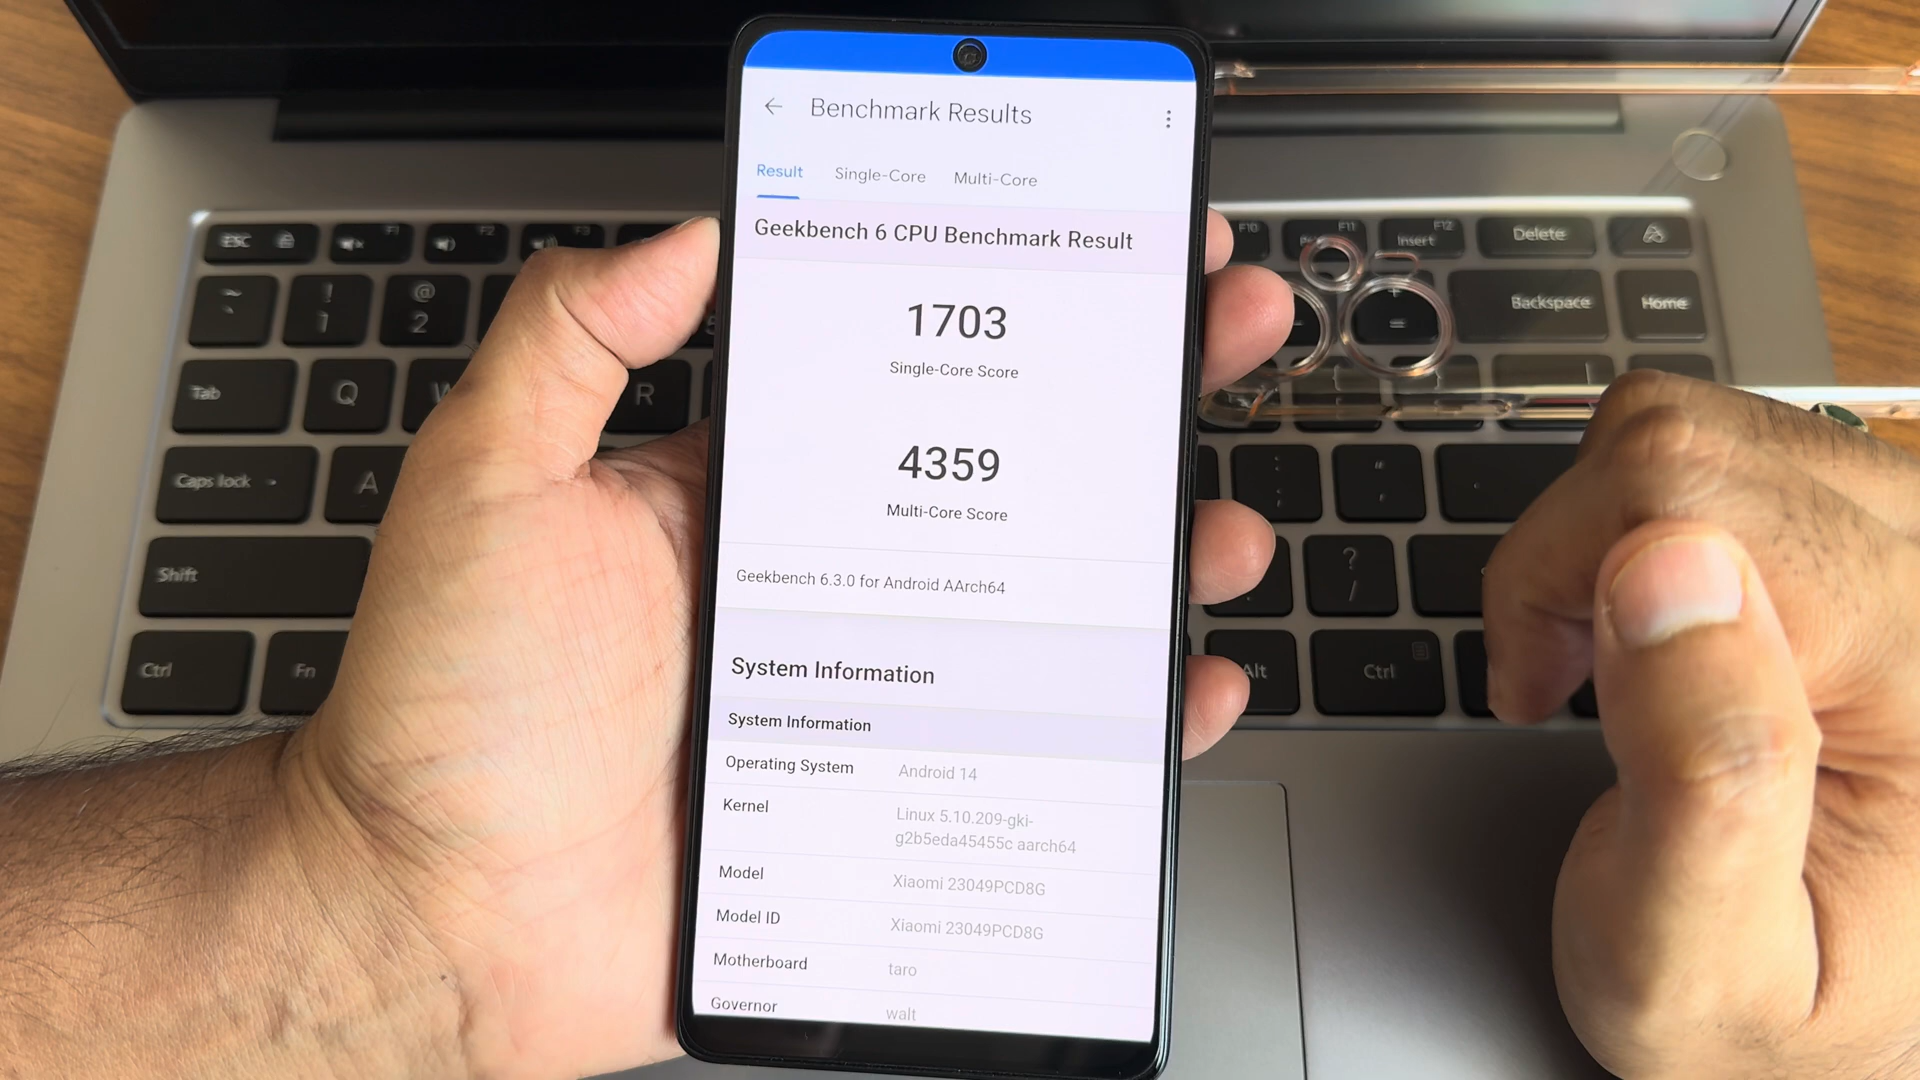 Benchmark Results
Result Single-Core Multi-Core
Geekbench 6 CPU Benchmark Result
1703
Single-Core Score
4359
Multi-Core Score
Geekbench 6.3.0 for Android AArch64
System Information
System Information
Operating System Android 14
Kernel Linux 5.10.209-gki-
g2b5eda45455c aarch64
Model Xiaomi 23049PCD8G
Model ID Xiaomi 23049PCD8G
Motherboard taro
Governor walt
ESC F1 F2 F3
~ ! @
1 2
Tab Q W R
Caps lock A
Shift
Ctrl Fn
F10 F11 F12
Insert Delete
+ =
Backspace Home
?
/
Alt Ctrl